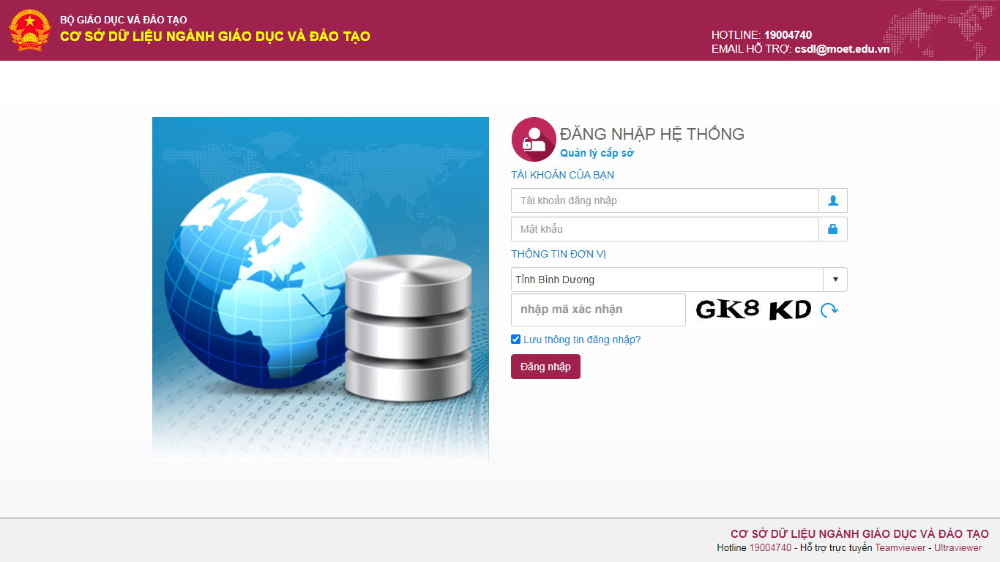 BỘ GIÁO DỤC VÀ ĐÀO TẠO
CƠ SỞ DỮ LIỆU NGÀNH GIÁO DỤC VÀ ĐÀO TẠO
HOTLINE: 19004740
EMAIL HỖ TRỢ: csdl@moet.edu.vn
ĐĂNG NHẬP HỆ THỐNG
Quản lý cấp sở
TÀI KHOẢN CỦA BẠN
Tài khoản đăng nhập
Mật khẩu
THÔNG TIN ĐƠN VỊ
Tỉnh Bình Dương
nhập mã xác nhận
GK8 KD
Lưu thông tin đăng nhập?
Đăng nhập
CƠ SỞ DỮ LIỆU NGÀNH GIÁO DỤC VÀ ĐÀO TẠO
Hotline 19004740 - Hỗ trợ trực tuyến Teamviewer - Ultraviewer